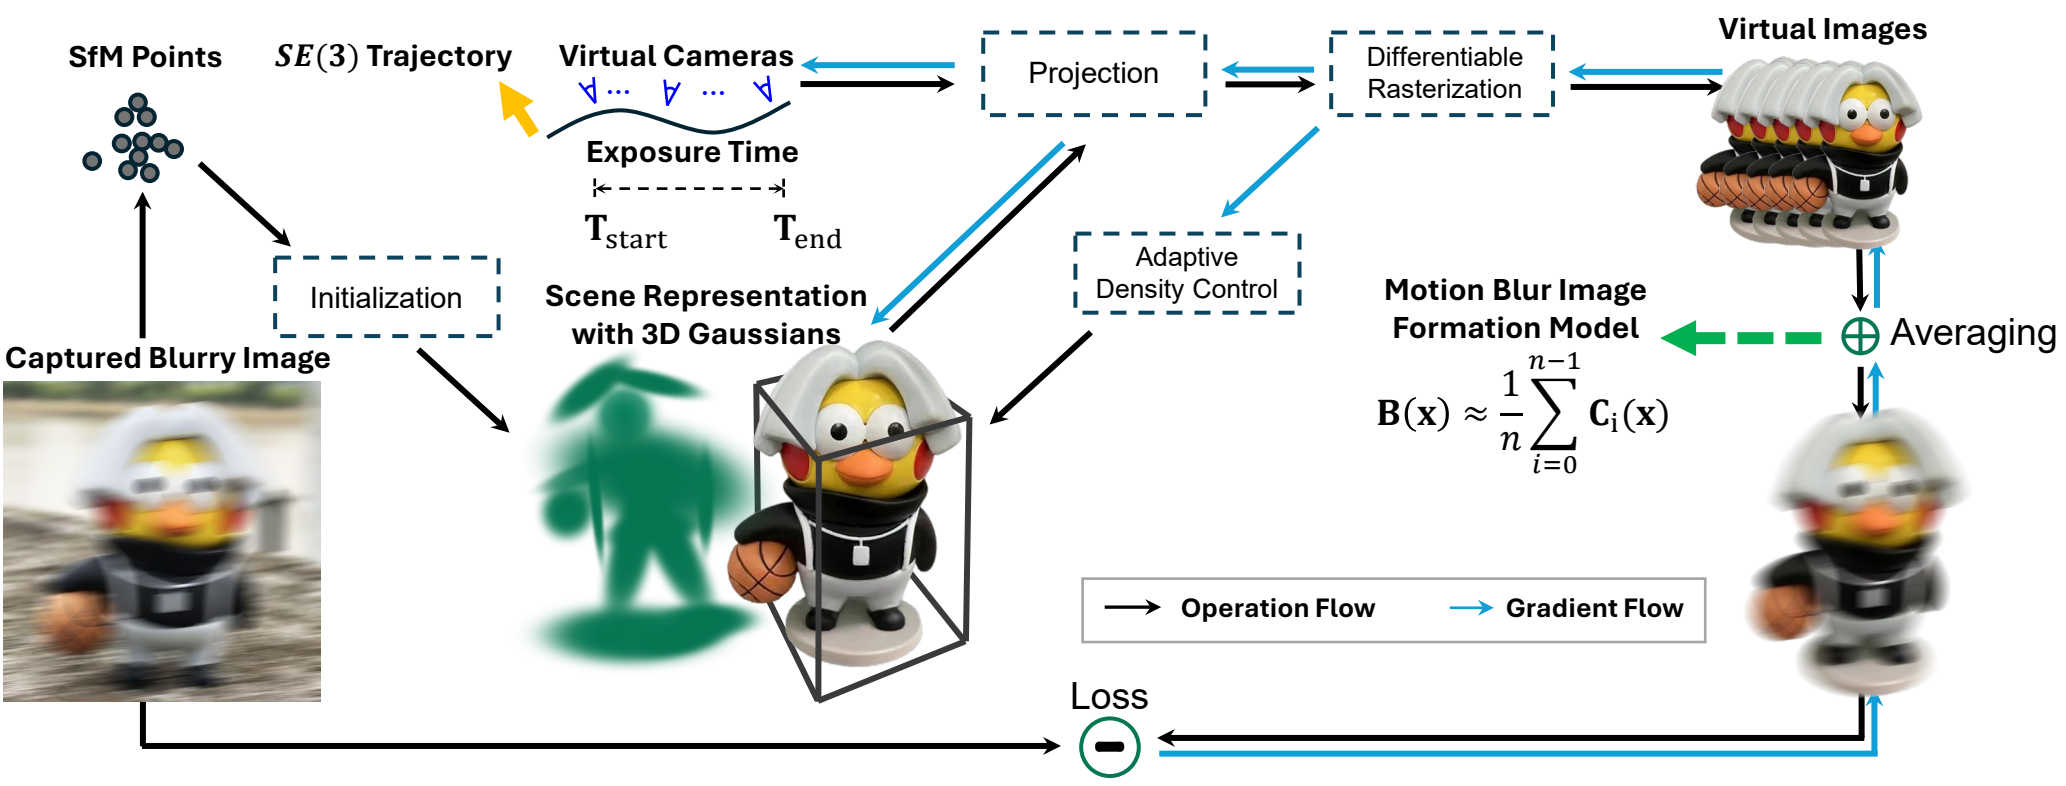 SfM Points
SE(3) Trajectory
Virtual Cameras
... ...
Exposure Time
T_start T_end
Projection
Differentiable
Rasterization
Virtual Images
Initialization
Adaptive
Density Control
Captured Blurry Image
Scene Representation
with 3D Gaussians
Motion Blur Image
Formation Model
B(x) ≈ 1/n ∑_{i=0}^{n−1} C_i(x)
Averaging
Operation Flow
Gradient Flow
Loss